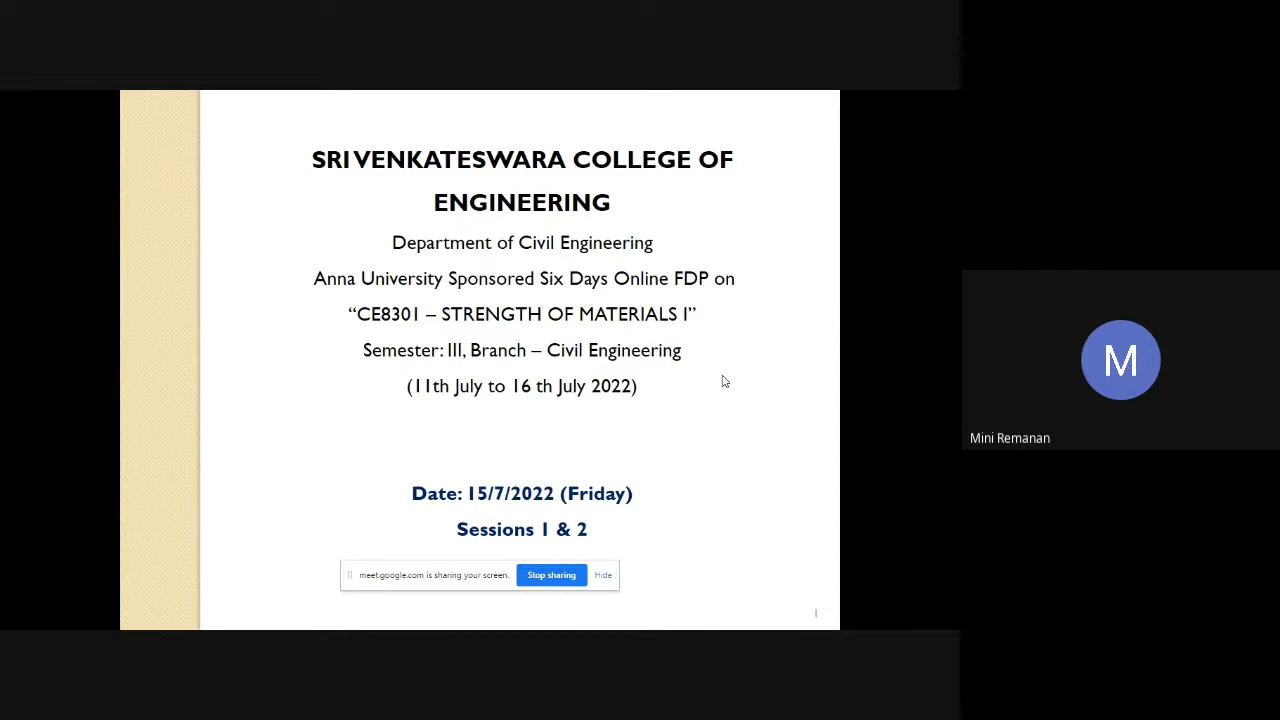 SRI VENKATESWARA COLLEGE OF
ENGINEERING
Department of Civil Engineering
Anna University Sponsored Six Days Online FDP on
“CE8301 – STRENGTH OF MATERIALS I”
Semester: III, Branch – Civil Engineering
(11th July to 16 th July 2022)
M
Mini Remanan
Date: 15/7/2022 (Friday)
Sessions 1 & 2
meet.google.com is sharing your screen. Stop sharing Hide
1